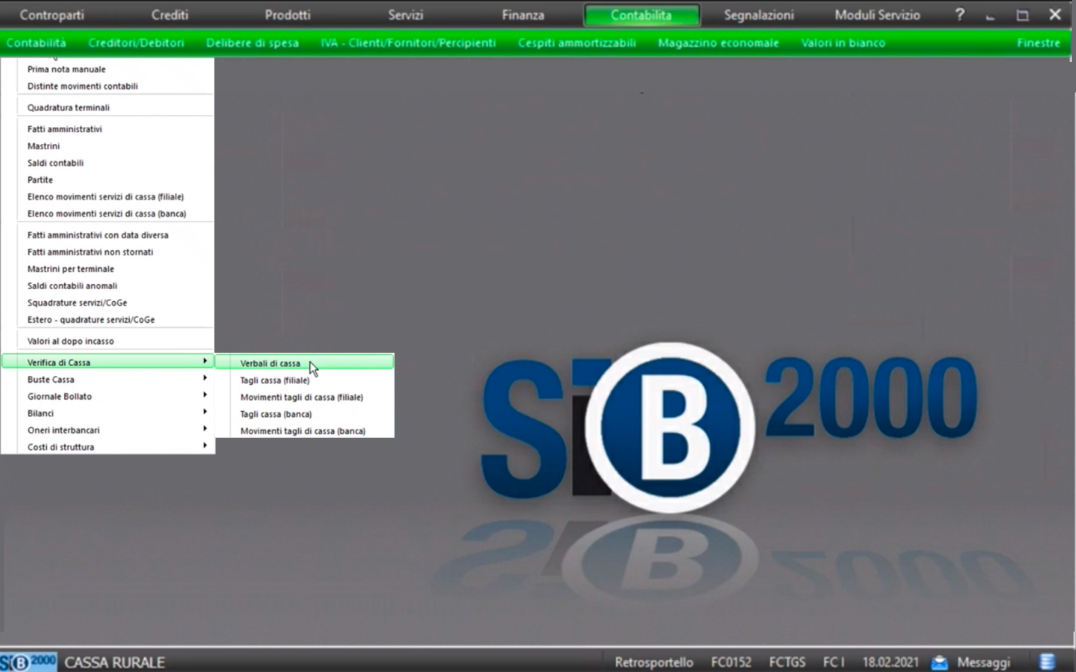 Controparti Crediti Prodotti Servizi Finanza Contabilita Segnalazioni Moduli Servizio ?
Contabilità Creditori/Debitori Delibere di spesa IVA - Clienti/Fornitori/Percipienti Cespiti ammortizzabili Magazzino economale Valori in bianco Finestre
Prima nota manuale
Distinte movimenti contabili
Quadratura terminali
Fatti amministrativi
Mastrini
Saldi contabili
Partite
Elenco movimenti servizi di cassa (filiale)
Elenco movimenti servizi di cassa (banca)
Fatti amministrativi con data diversa
Fatti amministrativi non stornati
Mastrini per terminale
Saldi contabili anomali
Squadrature servizi/CoGe
Estero - quadrature servizi/CoGe
Valori al dopo incasso
Verifica di Cassa
Buste Cassa
Giornale Bollato
Bilanci
Oneri interbancari
Costi di struttura
Verbali di cassa
Tagli cassa (filiale)
Movimenti tagli di cassa (filiale)
Tagli cassa (banca)
Movimenti tagli di cassa (banca)
SiB 2000
SiB 2000 CASSA RURALE Retrosportello FC0152 FCTGS FC I 18.02.2021 Messaggi